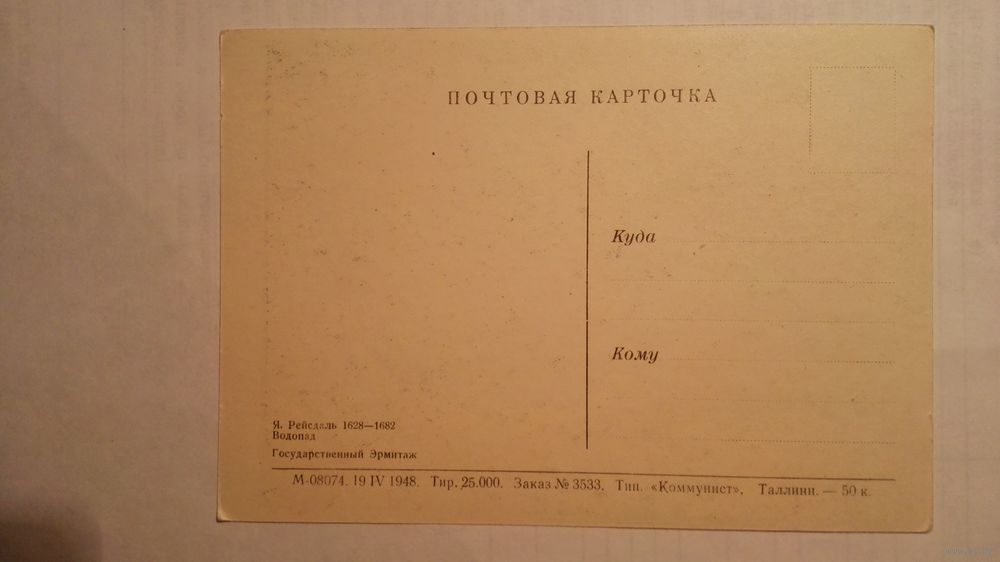 ПОЧТОВАЯ КАРТОЧКА
Куда
Кому
Я. Рейсдаль 1628—1682
Водопад
Государственный Эрмитаж
М-08074. 19 IV 1948. Тир. 25.000. Заказ № 3533. Тип. «Коммунист», Таллинн. — 50 к.